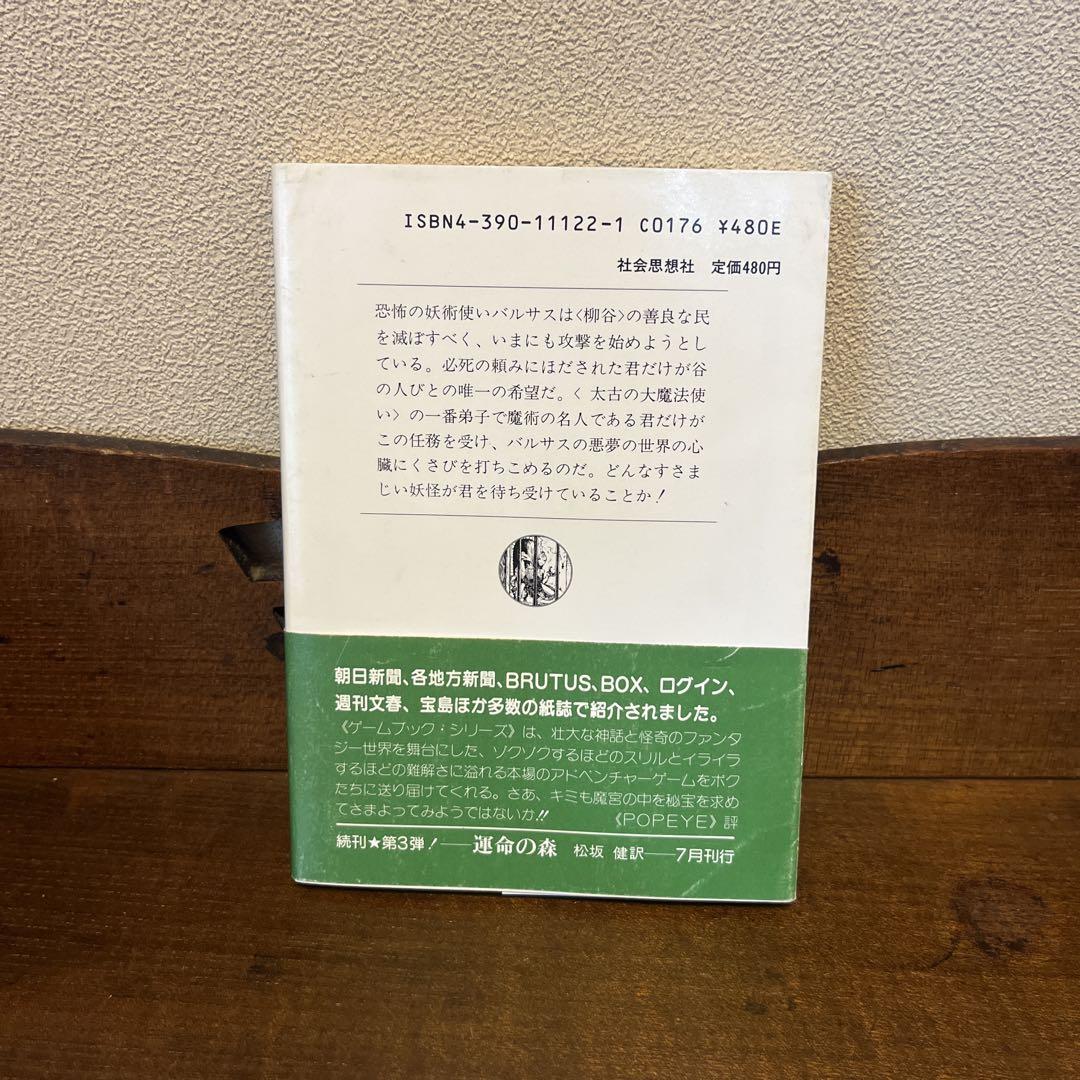 ISBN4-390-11122-1 C0176 ¥480E
社会思想社 定価480円
恐怖の妖術使いバルサスは〈柳谷〉の善良な民
を滅ぼすべく、いまにも攻撃を始めようとし
ている。必死の頼みにほだされた君だけが谷
の人びとの唯一の希望だ。〈太古の大魔法使
い〉の一番弟子で魔術の名人である君だけが
この任務を受け、バルサスの悪夢の世界の心
臓にくさびを打ちこめるのだ。どんなすさま
じい妖怪が君を待ち受けていることか!
朝日新聞、各地方新聞、BRUTUS、BOX、ログイン、
週刊文春、宝島ほか多数の紙誌で紹介されました。
《ゲームブック・シリーズ》は、壮大な神話と怪奇のファンタ
ジー世界を舞台にした、ゾクゾクするほどのスリルとイライラ
するほどの難解さに溢れる本場のアドベンチャーゲームをボク
たちに送り届けてくれる。さあ、キミも魔宮の中を秘宝を求め
てさまよってみようではないか!! 《POPEYE》評
続刊★第3弾!──運命の森 松坂 健訳──7月刊行